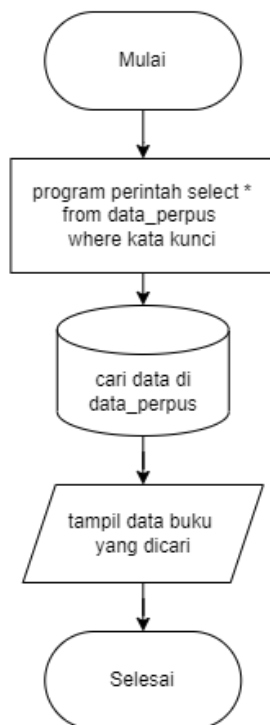 Mulai
program perintah select *
from data_perpus
where kata kunci
cari data di
data_perpus
tampil data buku
yang dicari
Selesai